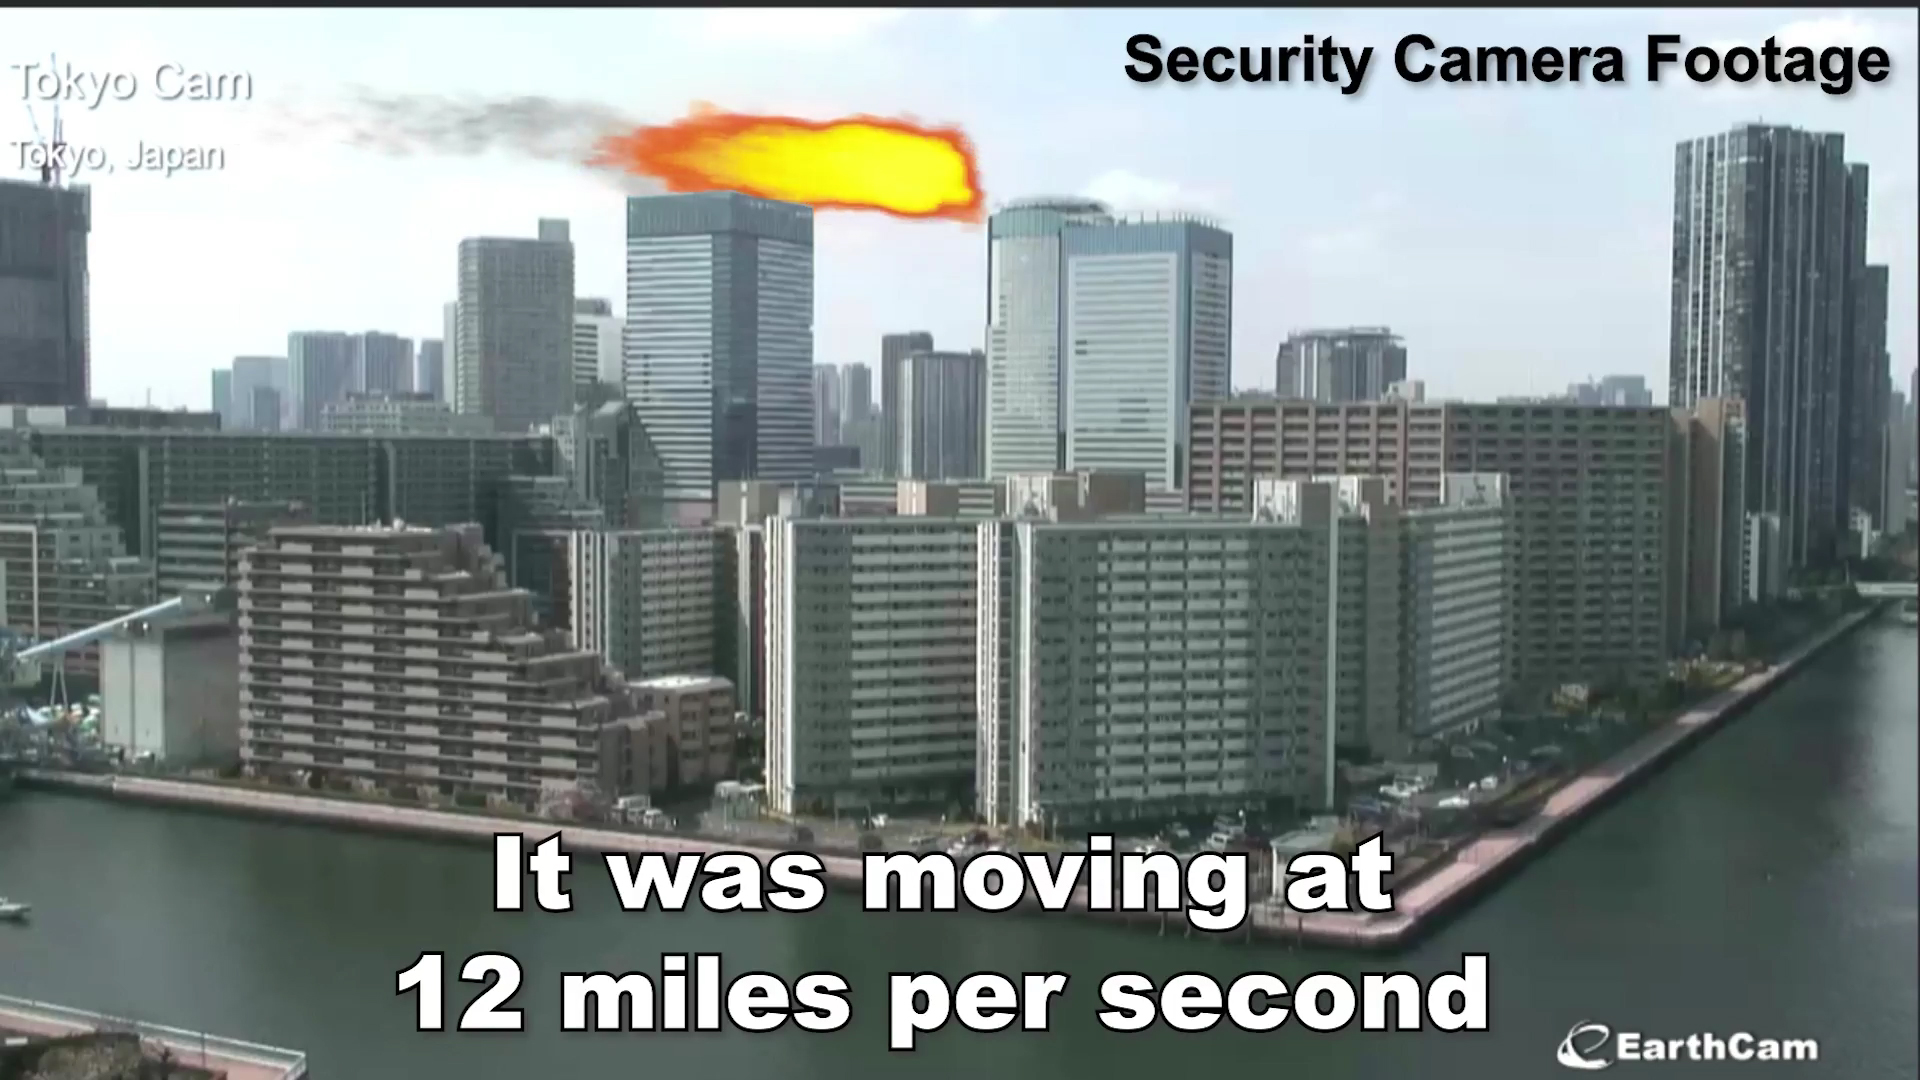 Security Camera Footage
Tokyo Cam
Tokyo, Japan
It was moving at
12 miles per second
EarthCam